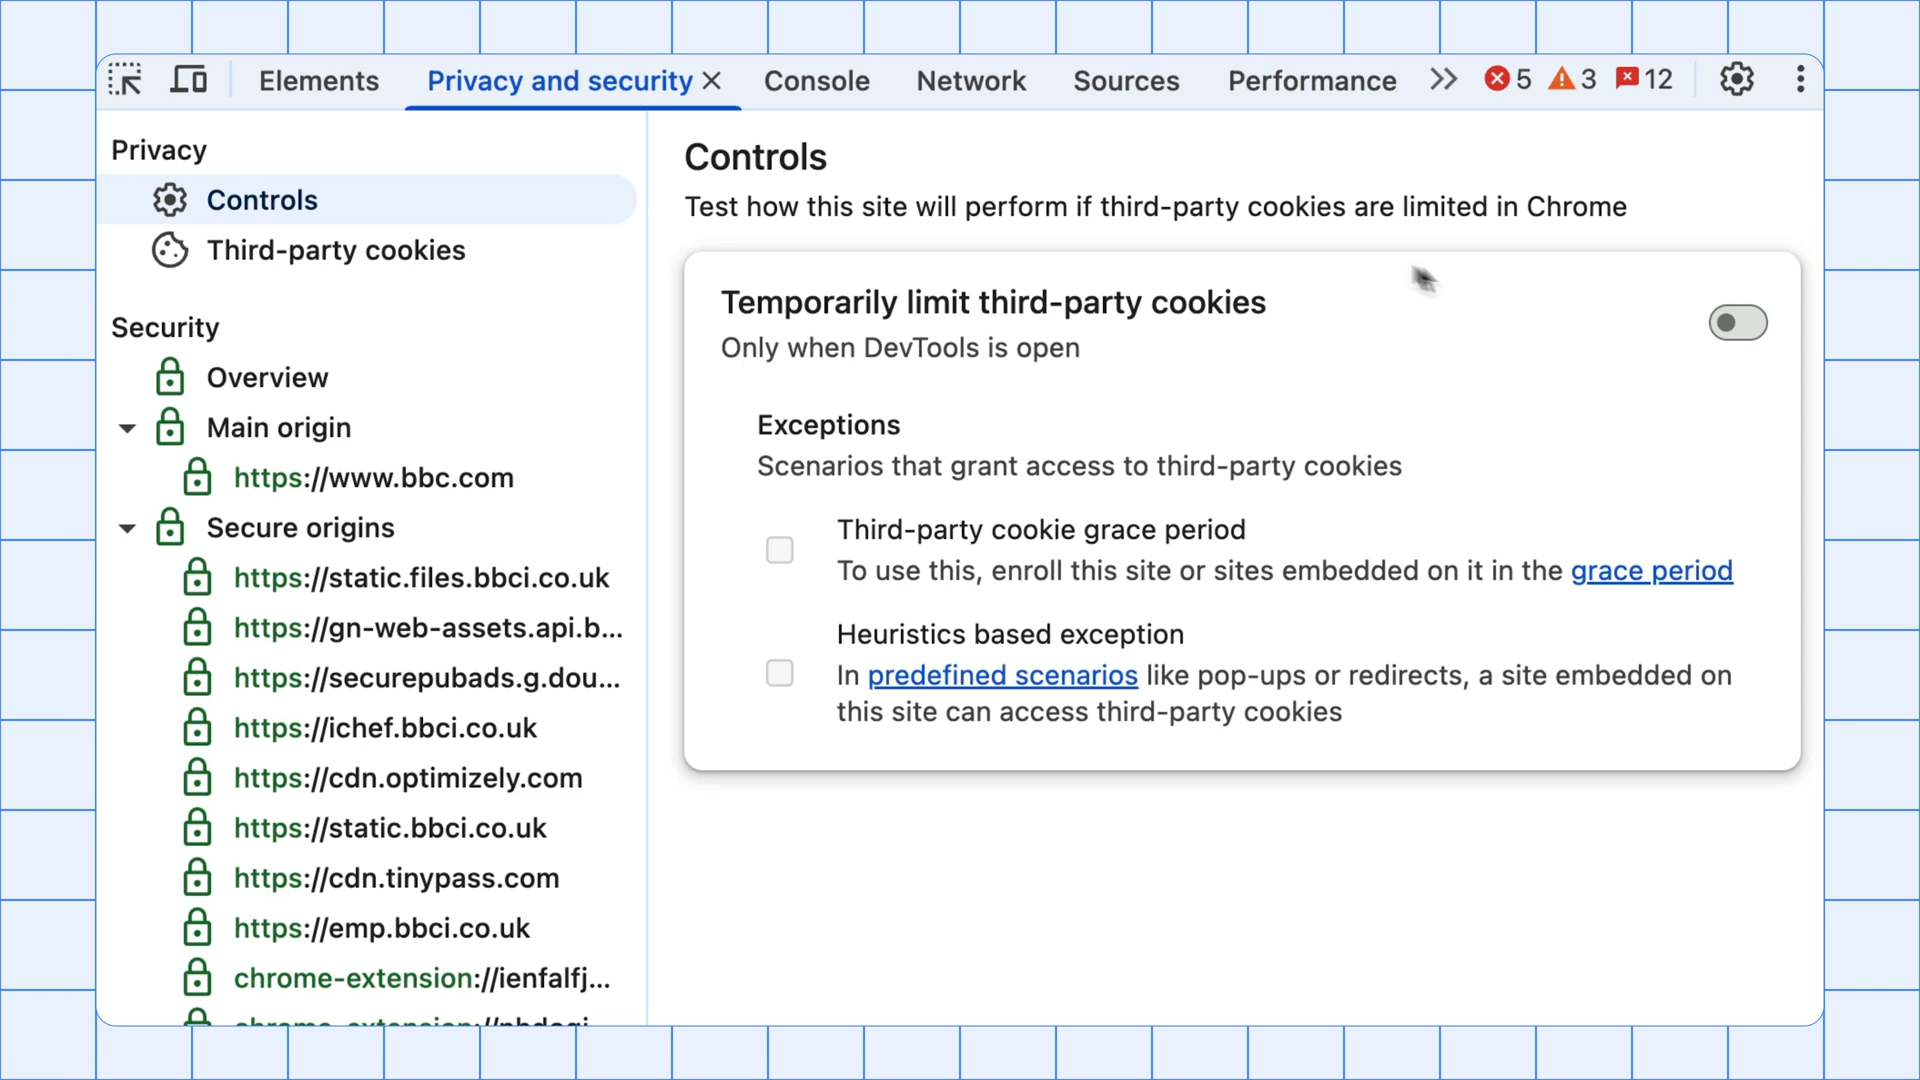 Elements Privacy and security Console Network Sources Performance 5 3 12
Privacy
Controls
Third-party cookies
Security
Overview
Main origin
https://www.bbc.com
Secure origins
https://static.files.bbci.co.uk
https://gn-web-assets.api.b...
https://securepubads.g.dou...
https://ichef.bbci.co.uk
https://cdn.optimizely.com
https://static.bbci.co.uk
https://cdn.tinypass.com
https://emp.bbci.co.uk
chrome-extension://ienfalfj...
Controls
Test how this site will perform if third-party cookies are limited in Chrome
Temporarily limit third-party cookies
Only when DevTools is open
Exceptions
Scenarios that grant access to third-party cookies
Third-party cookie grace period
To use this, enroll this site or sites embedded on it in the grace period
Heuristics based exception
In predefined scenarios like pop-ups or redirects, a site embedded on
this site can access third-party cookies